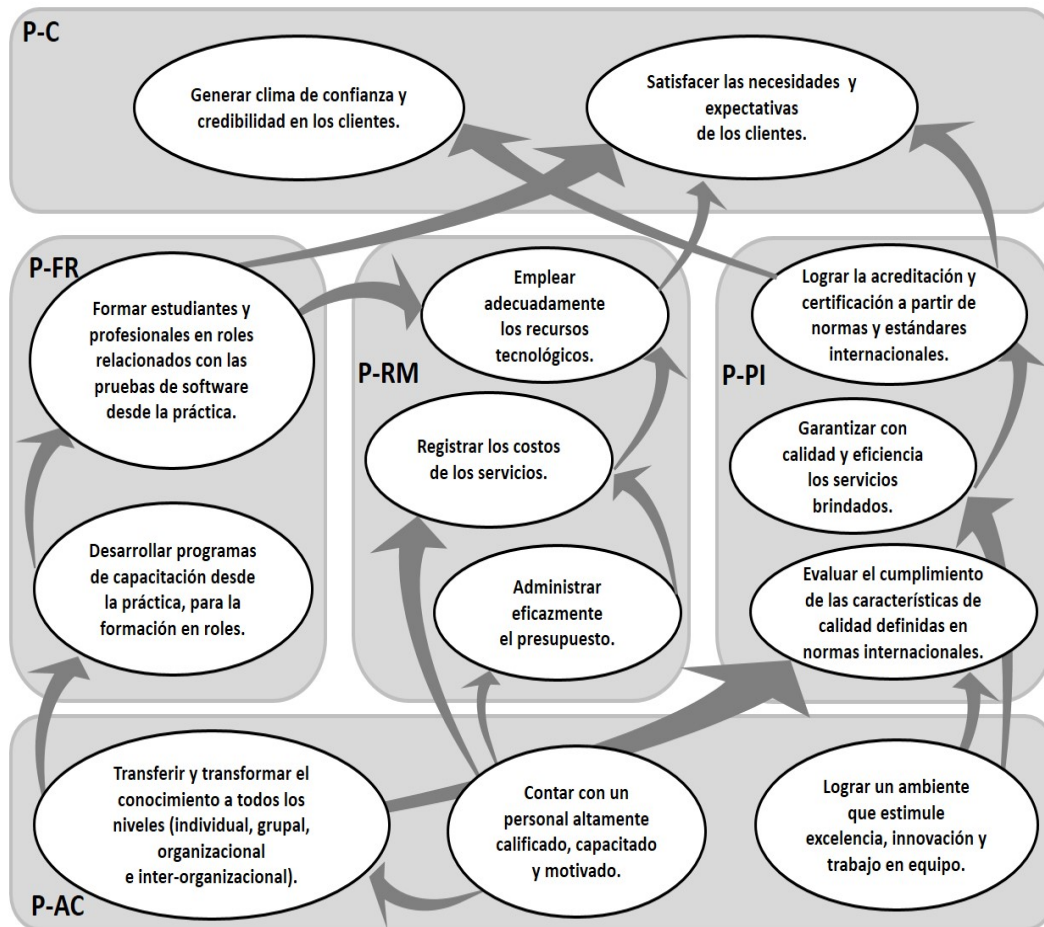 P-C
Generar clima de confianza y
credibilidad en los clientes.
Satisfacer las necesidades y
expectativas
de los clientes.
P-FR
Formar estudiantes y
profesionales en roles
relacionados con las
pruebas de software
desde la práctica.
Desarrollar programas
de capacitación desde
la práctica, para la
formación en roles.
P-RM
Emplear
adecuadamente
los recursos
tecnológicos.
Registrar los costos
de los servicios.
Administrar
eficazmente
el presupuesto.
P-PI
Lograr la acreditación y
certificación a partir de
normas y estándares
internacionales.
Garantizar con
calidad y eficiencia
los servicios
brindados.
Evaluar el cumplimiento
de las características de
calidad definidas en
normas internacionales.
P-AC
Transferir y transformar el
conocimiento a todos los
niveles (individual, grupal,
organizacional
e inter-organizacional).
Contar con un
personal altamente
calificado, capacitado
y motivado.
Lograr un ambiente
que estimule
excelencia, innovación y
trabajo en equipo.